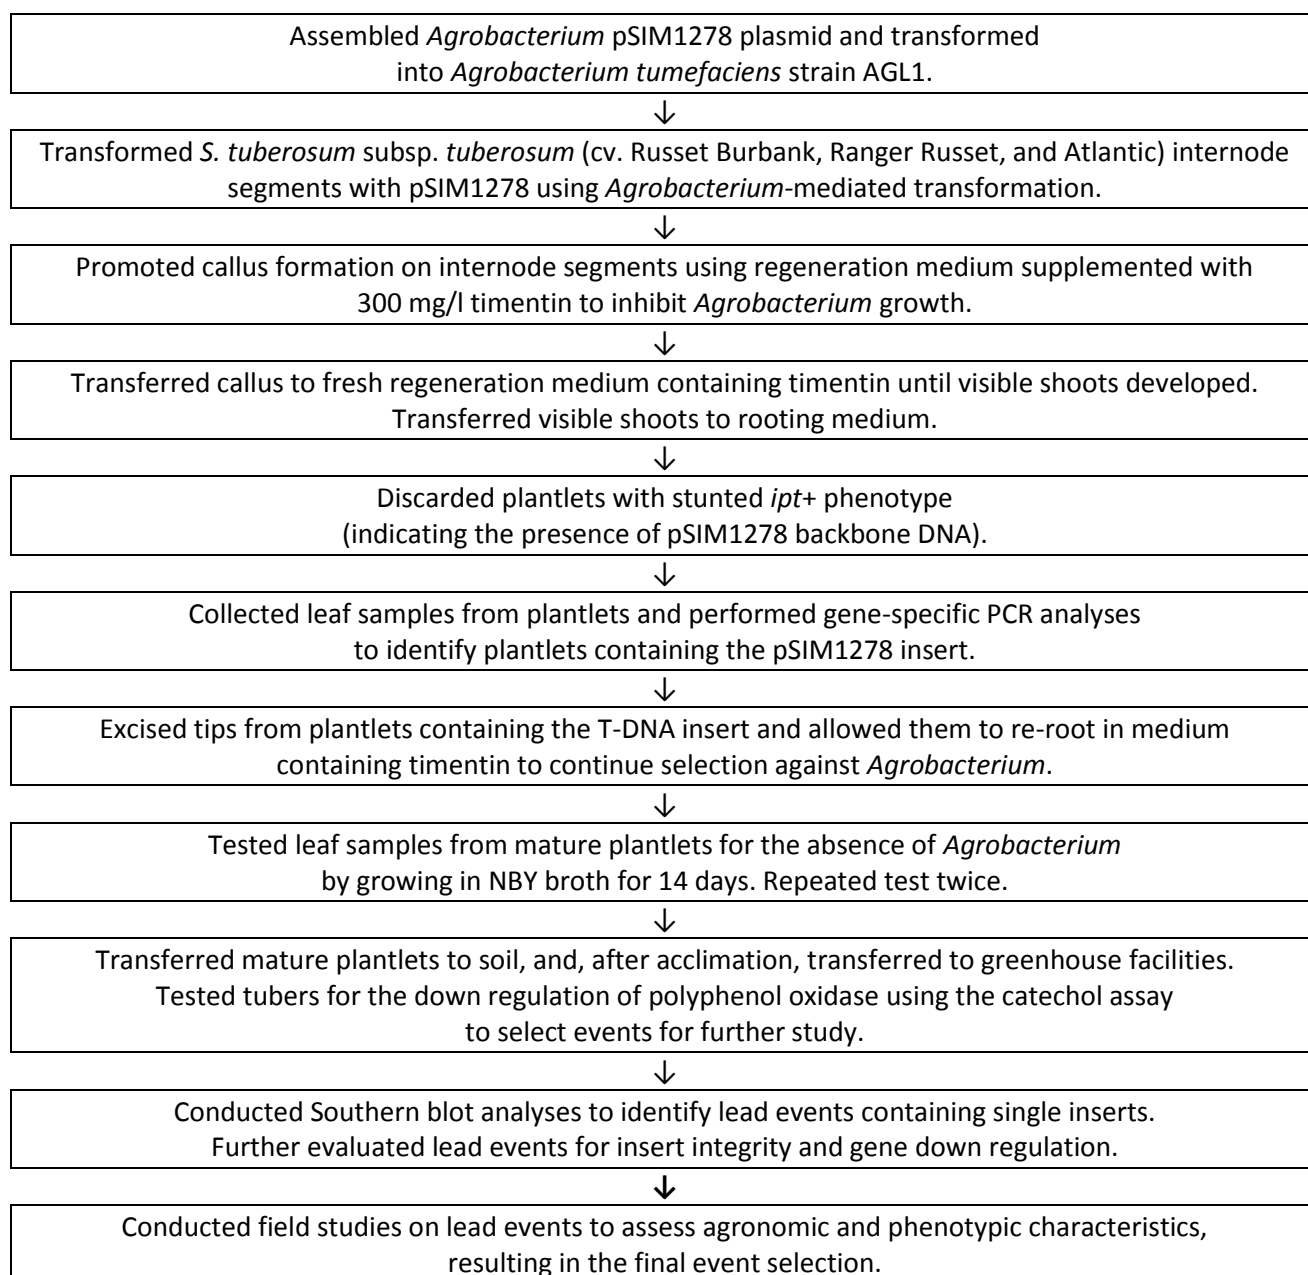 Assembled Agrobacterium pSIM1278 plasmid and transformed
into Agrobacterium tumefaciens strain AGL1.
↓
Transformed S. tuberosum subsp. tuberosum (cv. Russet Burbank, Ranger Russet, and Atlantic) internode
segments with pSIM1278 using Agrobacterium-mediated transformation.
↓
Promoted callus formation on internode segments using regeneration medium supplemented with
300 mg/l timentin to inhibit Agrobacterium growth.
↓
Transferred callus to fresh regeneration medium containing timentin until visible shoots developed.
Transferred visible shoots to rooting medium.
↓
Discarded plantlets with stunted ipt+ phenotype
(indicating the presence of pSIM1278 backbone DNA).
↓
Collected leaf samples from plantlets and performed gene-specific PCR analyses
to identify plantlets containing the pSIM1278 insert.
↓
Excised tips from plantlets containing the T-DNA insert and allowed them to re-root in medium
containing timentin to continue selection against Agrobacterium.
↓
Tested leaf samples from mature plantlets for the absence of Agrobacterium
by growing in NBY broth for 14 days. Repeated test twice.
↓
Transferred mature plantlets to soil, and, after acclimation, transferred to greenhouse facilities.
Tested tubers for the down regulation of polyphenol oxidase using the catechol assay
to select events for further study.
↓
Conducted Southern blot analyses to identify lead events containing single inserts.
Further evaluated lead events for insert integrity and gene down regulation.
↓
Conducted field studies on lead events to assess agronomic and phenotypic characteristics,
resulting in the final event selection.